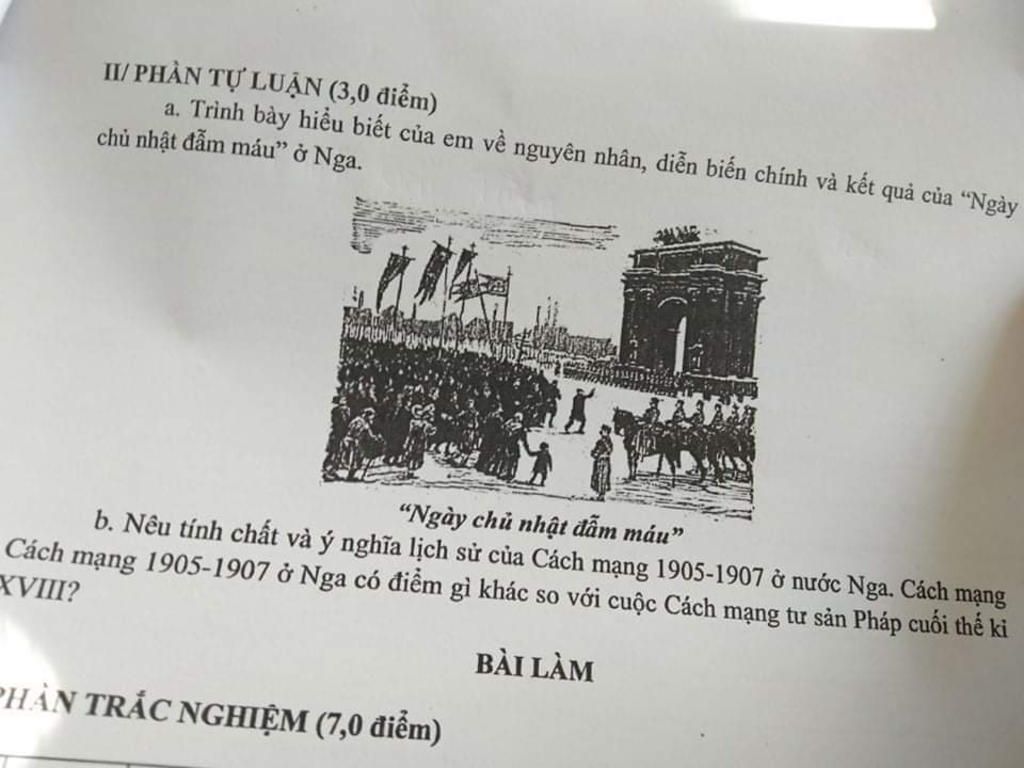 II/ PHẦN TỰ LUẬN (3,0 điểm)
a. Trình bày hiểu biết của em về nguyên nhân, diễn biến chính và kết quả của “Ngày
chủ nhật đẫm máu” ở Nga.
“Ngày chủ nhật đẫm máu”
b. Nêu tính chất và ý nghĩa lịch sử của Cách mạng 1905-1907 ở nước Nga. Cách mạng
Cách mạng 1905-1907 ở Nga có điểm gì khác so với cuộc Cách mạng tư sản Pháp cuối thế kỉ
XVIII?
BÀI LÀM
PHẦN TRẮC NGHIỆM (7,0 điểm)